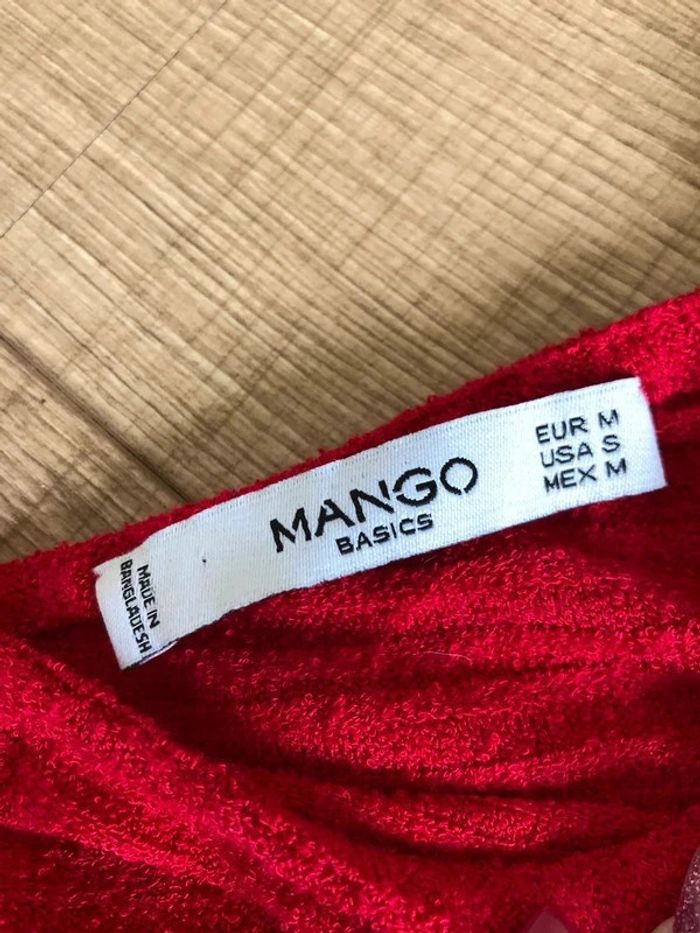 MANGO
BASICS
EUR M
USA S
MEX M
MADE IN
BANGLADESH